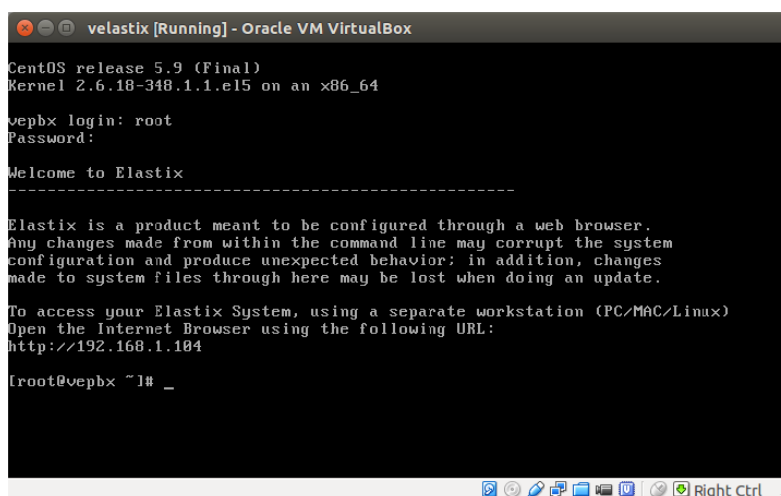 velastix [Running] - Oracle VM VirtualBox
CentOS release 5.9 (Final)
Kernel 2.6.18-348.1.1.el5 on an x86_64
vepbx login: root
Password:
Welcome to Elastix
----------------------------------------------------
Elastix is a product meant to be configured through a web browser.
Any changes made from within the command line may corrupt the system
configuration and produce unexpected behavior; in addition, changes
made to system files through here may be lost when doing an update.
To access your Elastix System, using a separate workstation (PC/MAC/Linux)
Open the Internet Browser using the following URL:
http://192.168.1.104
[root@vepbx ~]# _
Right Ctrl